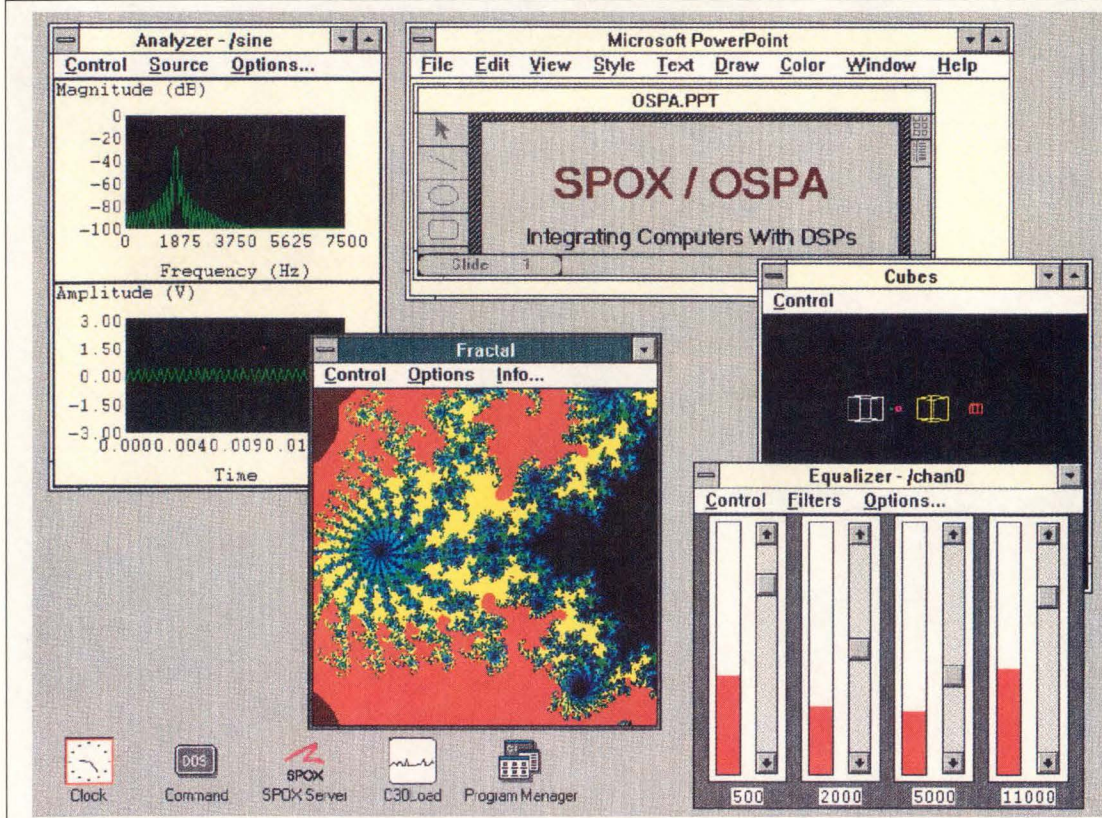 Analyzer - /sine
Control Source Options...
Magnitude (dB)
0
-20
-40
-60
-80
-100
0 1875 3750 5625 7500
Frequency (Hz)
Amplitude (V)
3.00
1.50
0.00
-1.50
-3.00
0.0000.0040.0090.01
Time
Microsoft PowerPoint
File Edit View Style Text Draw Color Window Help
OSPA.PPT
SPOX / OSPA
Integrating Computers With DSPs
Slide 1
Cubes
Control
Fractal
Control Options Info...
Equalizer - /chan0
Control Filters Options...
500 2000 5000 11000
Clock
DOS
Command
SPOX
SPOX Server
C30Load
Program Manager